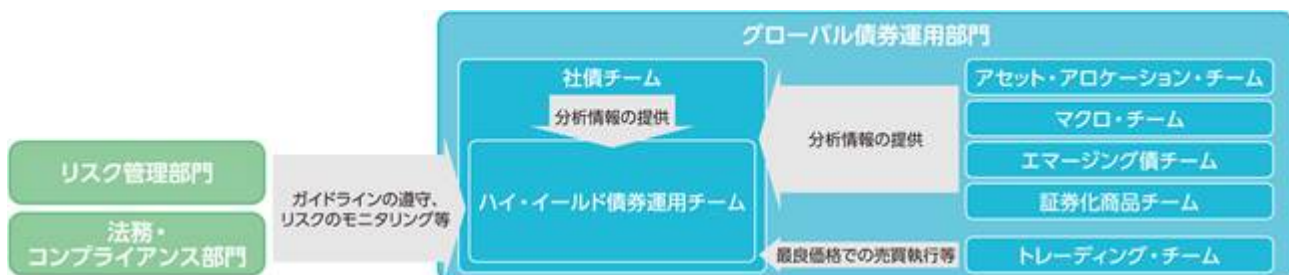 グローバル債券運用部門
社債チーム
分析情報の提供
ハイ・イールド債券運用チーム
リスク管理部門
法務・
コンプライアンス部門
ガイドラインの遵守、
リスクのモニタリング等
分析情報の提供
アセット・アロケーション・チーム
マクロ・チーム
エマージング債チーム
証券化商品チーム
最良価格での売買執行等
トレーディング・チーム